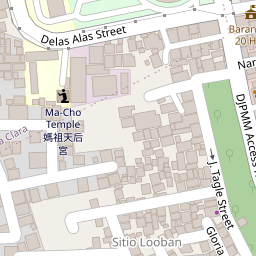 Delas Alas Street
Baran
20 H
Nar
Ma-Cho
Temple
媽祖天后
宮
Clara
DJPMM Access
J. Tagle Street
Sitio Looban
Gloria